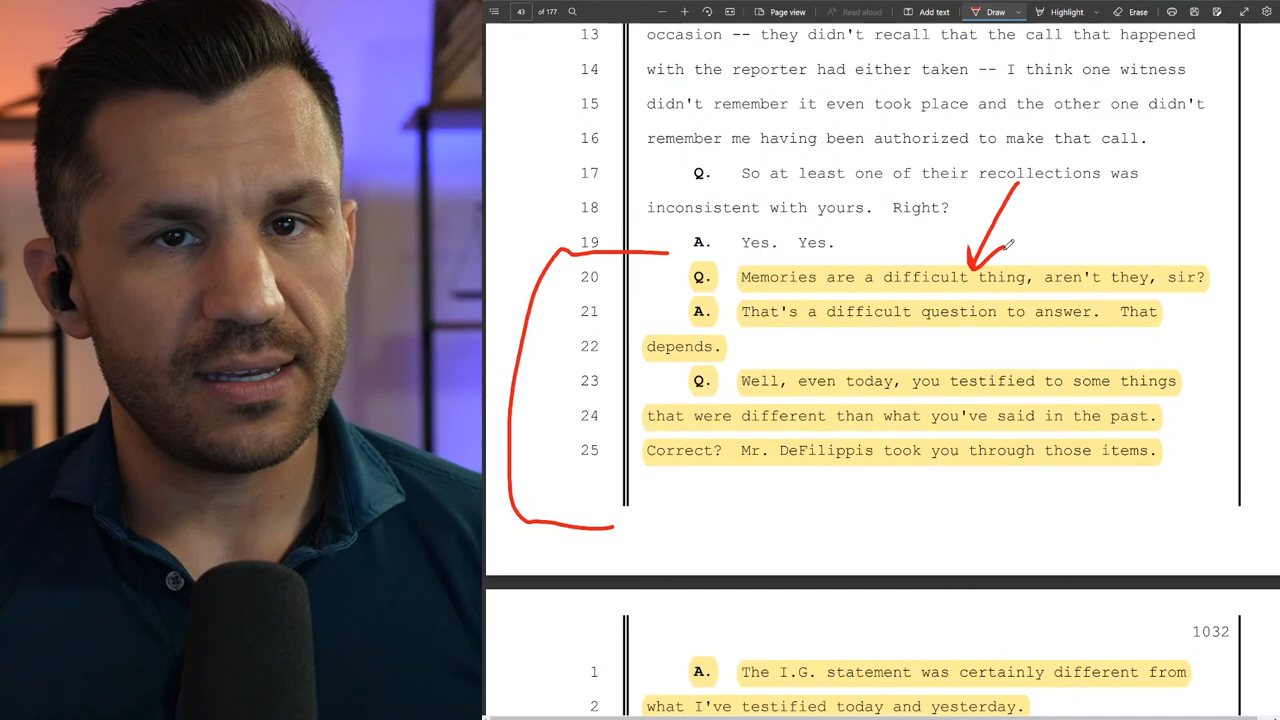 43 of 177 Page view Read aloud Add text Draw Highlight Erase
13 occasion -- they didn't recall that the call that happened
14 with the reporter had either taken -- I think one witness
15 didn't remember it even took place and the other one didn't
16 remember me having been authorized to make that call.
17 Q. So at least one of their recollections was
18 inconsistent with yours. Right?
19 A. Yes. Yes.
20 Q. Memories are a difficult thing, aren't they, sir?
21 A. That's a difficult question to answer. That
22 depends.
23 Q. Well, even today, you testified to some things
24 that were different than what you've said in the past.
25 Correct? Mr. DeFilippis took you through those items.
1032
1 A. The I.G. statement was certainly different from
2 what I've testified today and yesterday.